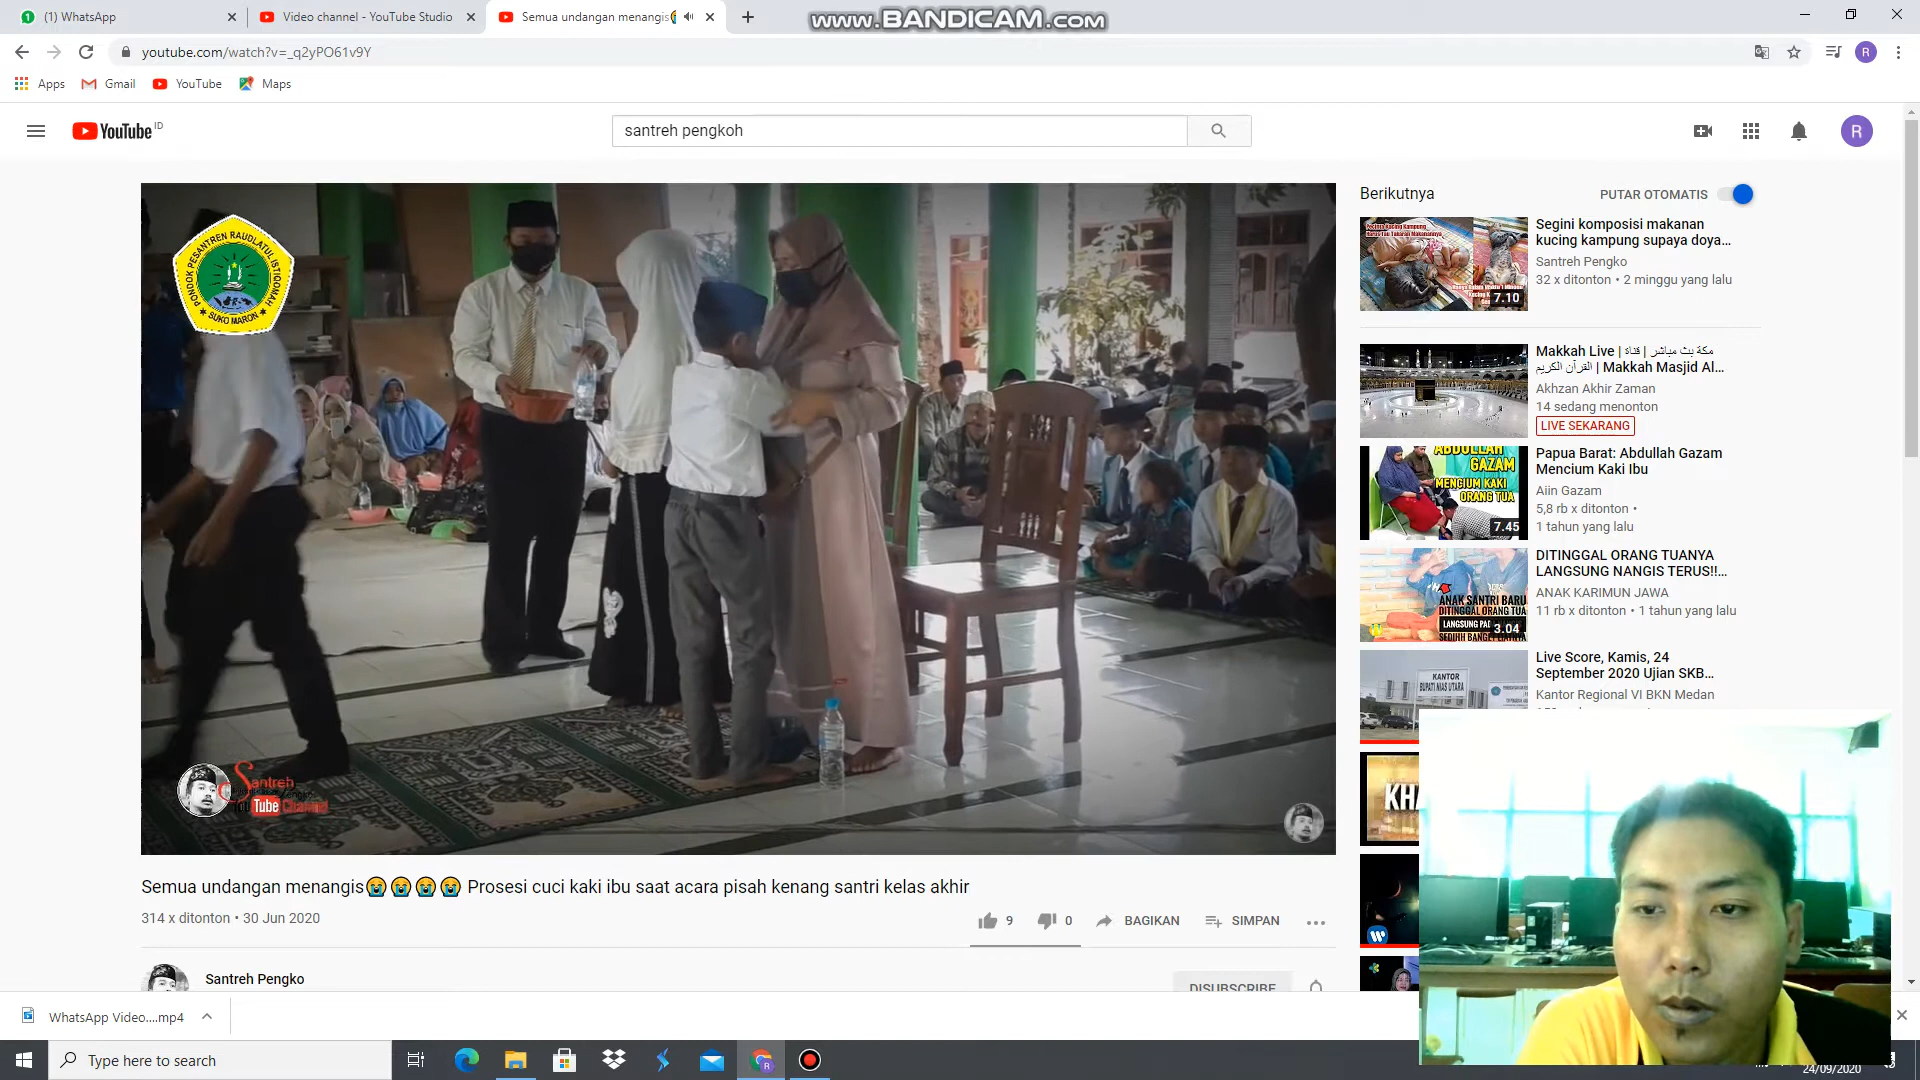 (1) WhatsApp
Video channel - YouTube Studio
Semua undangan menangis😭
www.BANDICAM.com
youtube.com/watch?v=_q2yPO61v9Y
R
Apps
Gmail
YouTube
Maps
YouTube ID
santreh pengkoh
R
PONDOK PESANTREN RAUDLATUL ISTIQOMAH
SUKO MARON
Santreh
YouTube Channel
Semua undangan menangis😭😭😭😭 Prosesi cuci kaki ibu saat acara pisah kenang santri kelas akhir
314 x ditonton • 30 Jun 2020
9
0
BAGIKAN
SIMPAN
Santreh Pengko
DISUBSCRIBE
Berikutnya
PUTAR OTOMATIS
7.10
Segini komposisi makanan
kucing kampung supaya doya...
Santreh Pengko
32 x ditonton • 2 minggu yang lalu
Makkah Live | مكة بث مباشر | قناة
القرآن الكريم | Makkah Masjid Al...
Akhzan Akhir Zaman
14 sedang menonton
LIVE SEKARANG
ABDULLAH
GAZAM
MENCIUM KAKI
ORANG TUA
7.45
Papua Barat: Abdullah Gazam
Mencium Kaki Ibu
Aiin Gazam
5,8 rb x ditonton •
1 tahun yang lalu
ANAK SANTRI BARU
DITINGGAL ORANG TUA
LANGSUNG
3.04
DITINGGAL ORANG TUANYA
LANGSUNG NANGIS TERUS!!...
ANAK KARIMUN JAWA
11 rb x ditonton • 1 tahun yang lalu
KANTOR
BUPATI NIAS UTARA
Live Score, Kamis, 24
September 2020 Ujian SKB...
Kantor Regional VI BKN Medan
WhatsApp Video....mp4
Type here to search
24/09/2020